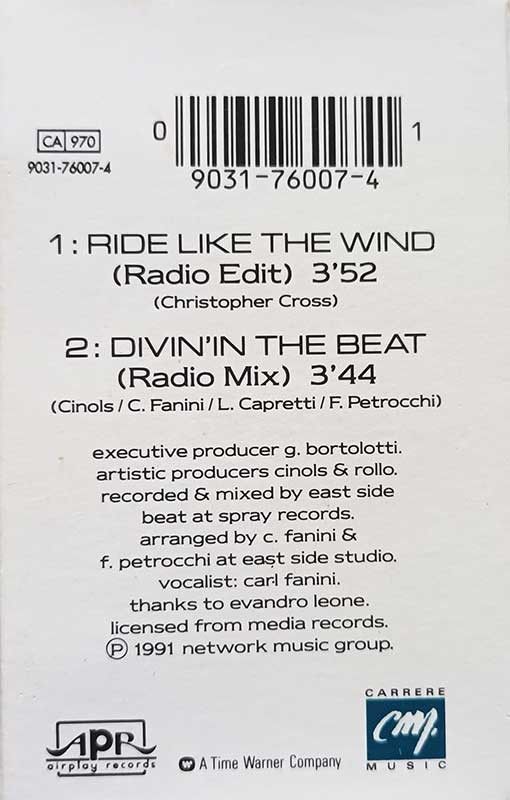 CA 970
9031-76007-4
0 1
9031-76007-4
1: RIDE LIKE THE WIND
(Radio Edit) 3'52
(Christopher Cross)
2: DIVIN'IN THE BEAT
(Radio Mix) 3'44
(Cinols / C. Fanini / L. Capretti / F. Petrocchi)
executive producer g. bortolotti.
artistic producers cinols & rollo.
recorded & mixed by east side
beat at spray records.
arranged by c. fanini &
f. petrocchi at east side studio.
vocalist: carl fanini.
thanks to evandro leone.
licensed from media records.
Ⓟ 1991 network music group.
APR
airplay records
A Time Warner Company
CARRERE
CM.
MUSIC